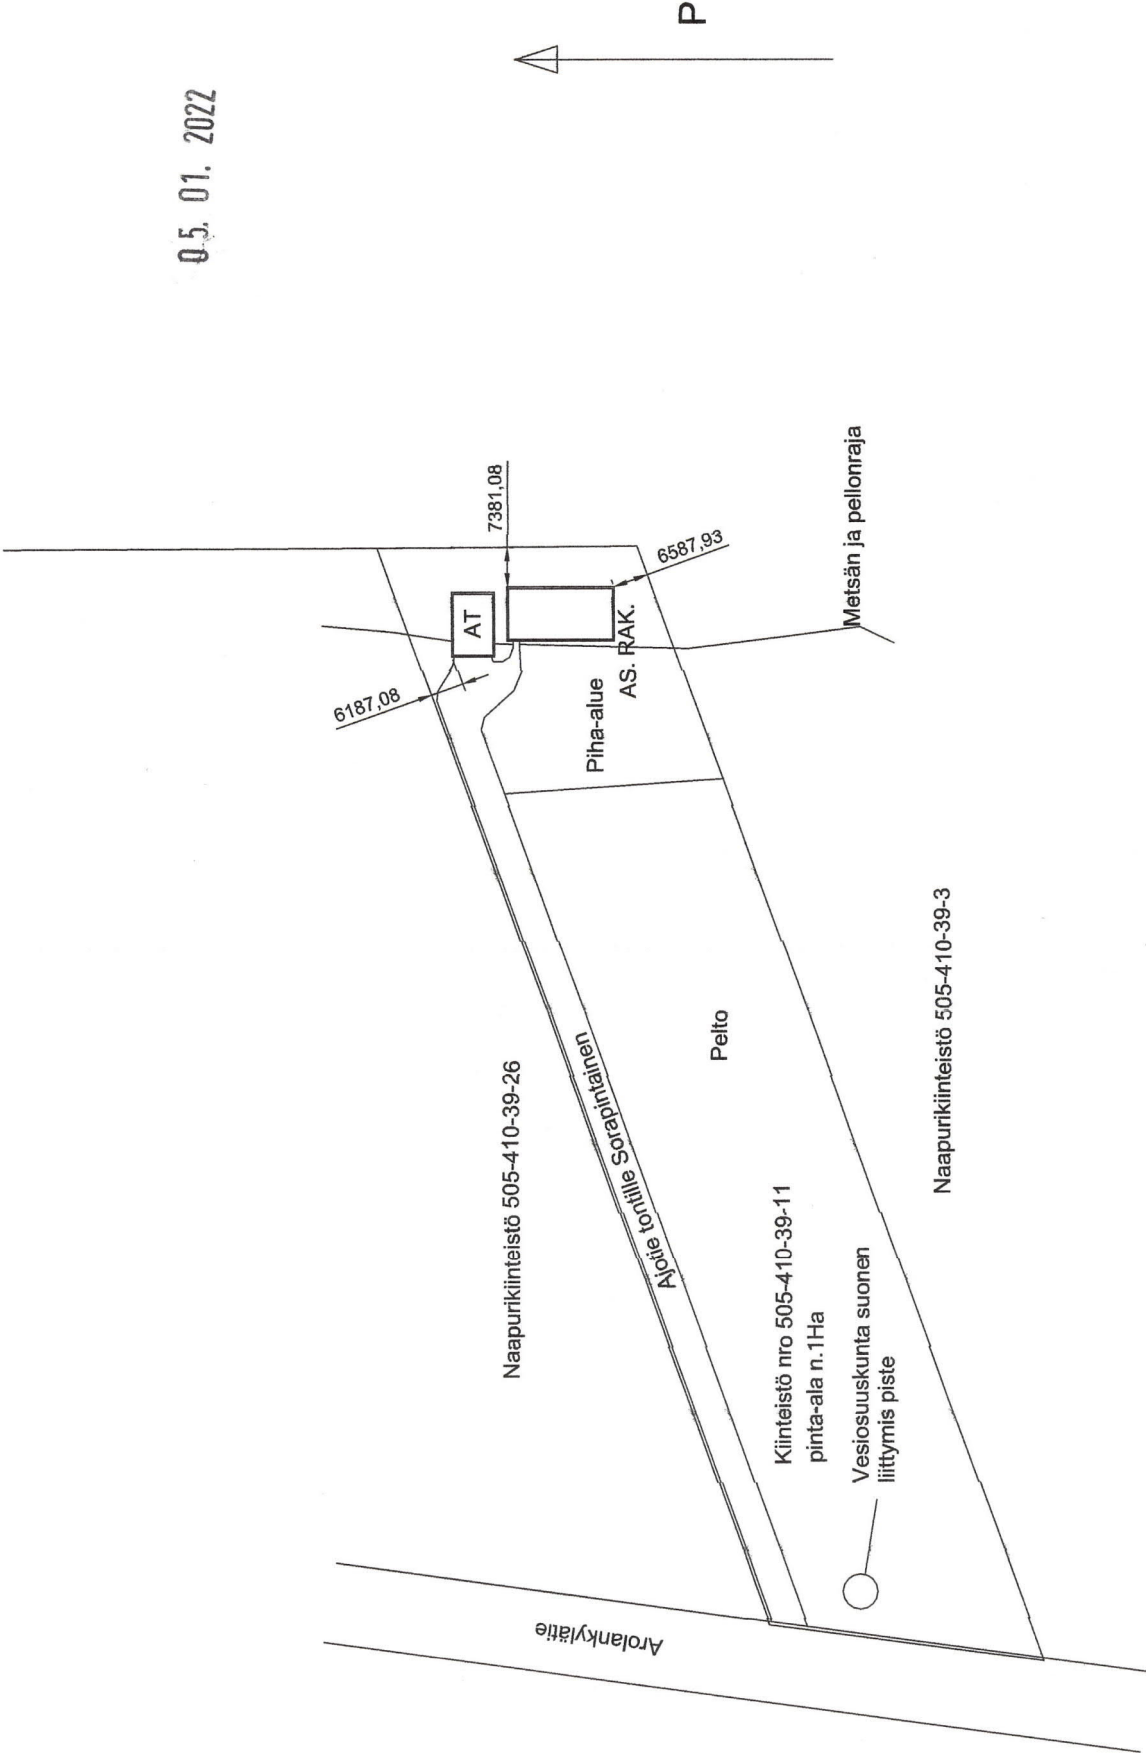 05. 01. 2022
P
7381,08
6587,93
6187,08
AT
AS. RAK.
Piha-alue
Metsän ja pellonraja
Naapurikiinteistö 505-410-39-26
Ajotie tontille Sorapintainen
Pelto
Naapurikiinteistö 505-410-39-3
Kiinteistö nro 505-410-39-11
pinta-ala n.1Ha
Vesiosuuskunta suonen
liittymis piste
Arolankylätie